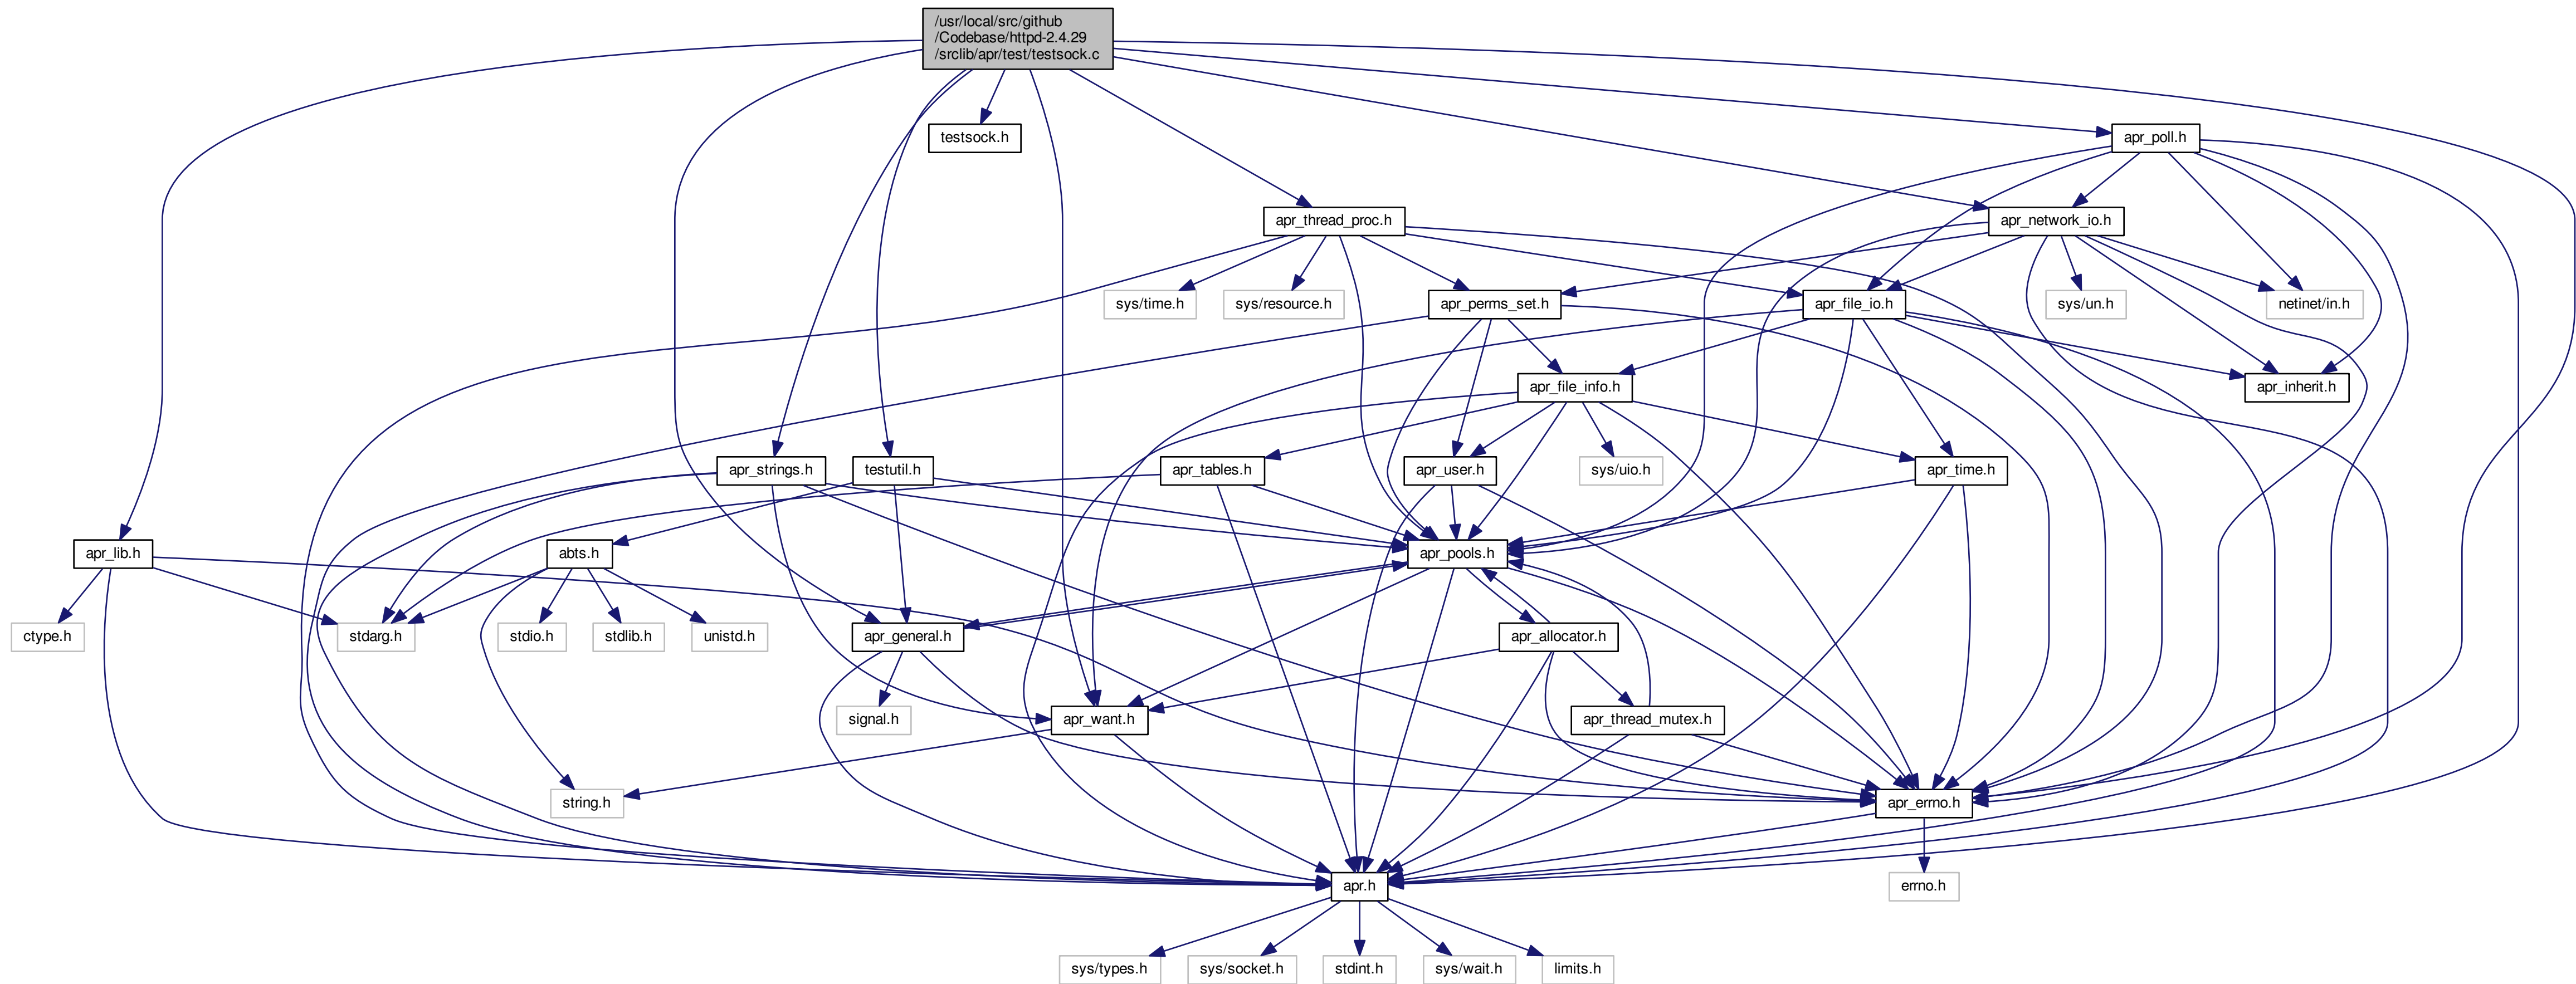 /usr/local/src/github
/Codebase/httpd-2.4.29
/srclib/apr/test/testsock.c
testsock.h
apr_poll.h
apr_thread_proc.h
apr_network_io.h
sys/time.h
sys/resource.h
apr_perms_set.h
apr_file_io.h
sys/un.h
netinet/in.h
apr_file_info.h
apr_inherit.h
apr_strings.h
testutil.h
apr_tables.h
apr_user.h
sys/uio.h
apr_time.h
apr_lib.h
abts.h
apr_pools.h
ctype.h
stdarg.h
stdio.h
stdlib.h
unistd.h
apr_general.h
apr_allocator.h
signal.h
apr_want.h
apr_thread_mutex.h
string.h
apr_errno.h
apr.h
errno.h
sys/types.h
sys/socket.h
stdint.h
sys/wait.h
limits.h